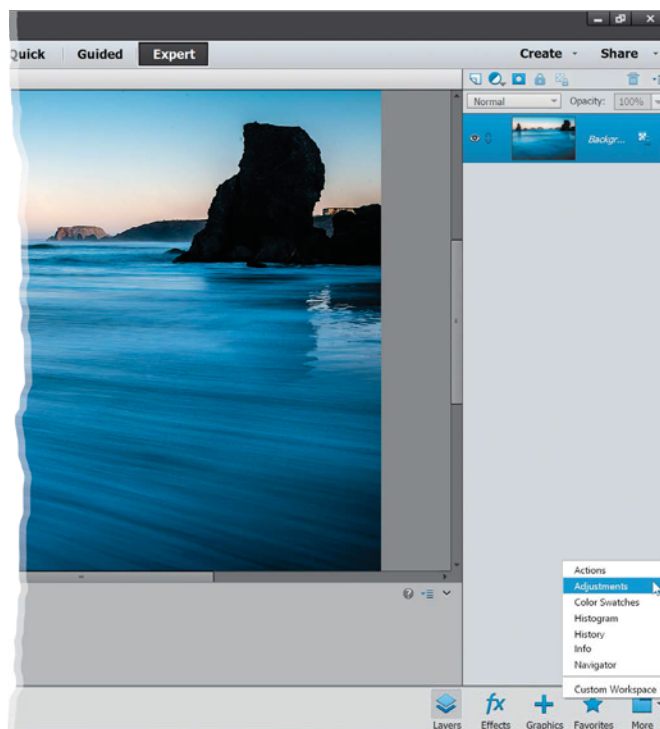 Quick Guided Expert Create Share
Normal Opacity: 100%
Backgr...
Actions
Adjustments
Color Swatches
Histogram
History
Info
Navigator
Custom Workspace
Layers Effects Graphics Favorites More